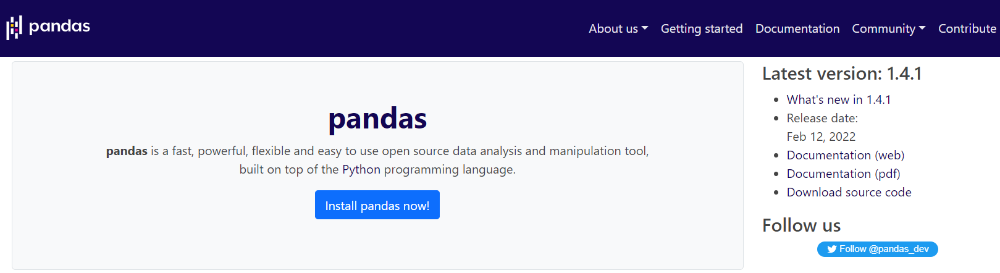 pandas
About us
Getting started
Documentation
Community
Contribute
pandas
pandas is a fast, powerful, flexible and easy to use open source data analysis and manipulation tool,
built on top of the Python programming language.
Install pandas now!
Latest version: 1.4.1
What's new in 1.4.1
Release date:
Feb 12, 2022
Documentation (web)
Documentation (pdf)
Download source code
Follow us
Follow @pandas_dev